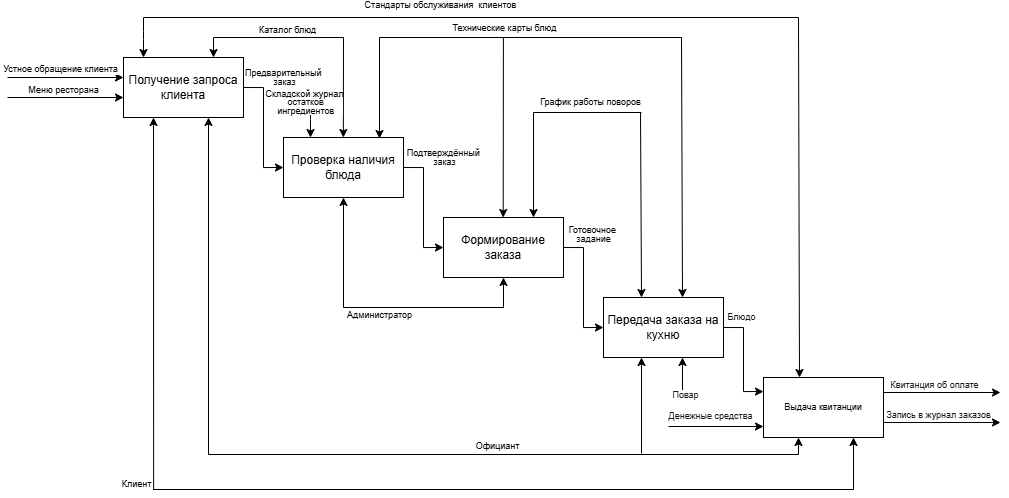 Стандарты обслуживания клиентов
Каталог блюд
Технические карты блюд
Устное обращение клиента
Меню ресторана
Получение запроса
клиента
Предварительный
заказ
Складской журнал
остатков
ингредиентов
График работы поворов
Проверка наличия
блюда
Подтверждённый
заказ
Формирование
заказа
Готовочное
задание
Администратор
Передача заказа на
кухню
Блюдо
Повар
Денежные средства
Выдача квитанции
Квитанция об оплате
Запись в журнал заказов
Официант
Клиент